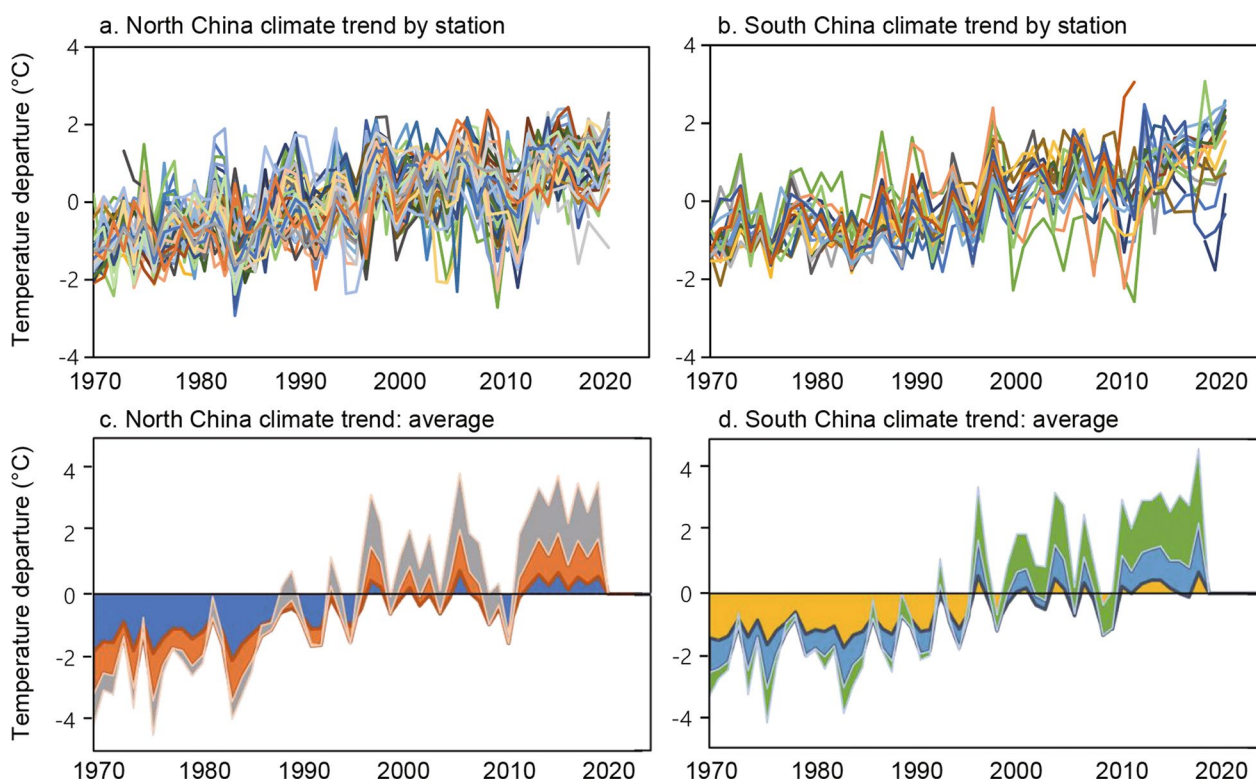 a. North China climate trend by station
b. South China climate trend by station
Temperature departure (°C)
4
2
0
-2
-4
1970 1980 1990 2000 2010 2020
4
2
0
-2
-4
1970 1980 1990 2000 2010 2020
c. North China climate trend: average
d. South China climate trend: average
Temperature departure (°C)
4
2
0
-2
-4
1970 1980 1990 2000 2010 2020
4
2
0
-2
-4
1970 1980 1990 2000 2010 2020